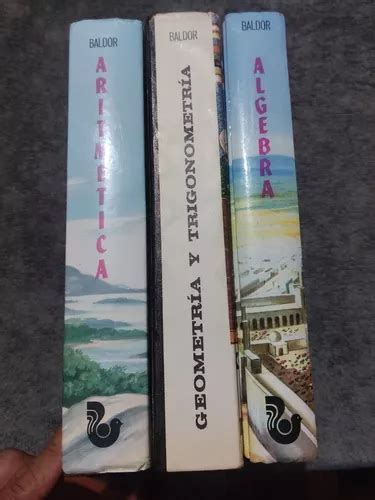 BALDOR
ARITMETICA
BALDOR
GEOMETRÍA Y TRIGONOMETRÍA
BALDOR
ALGEBRA